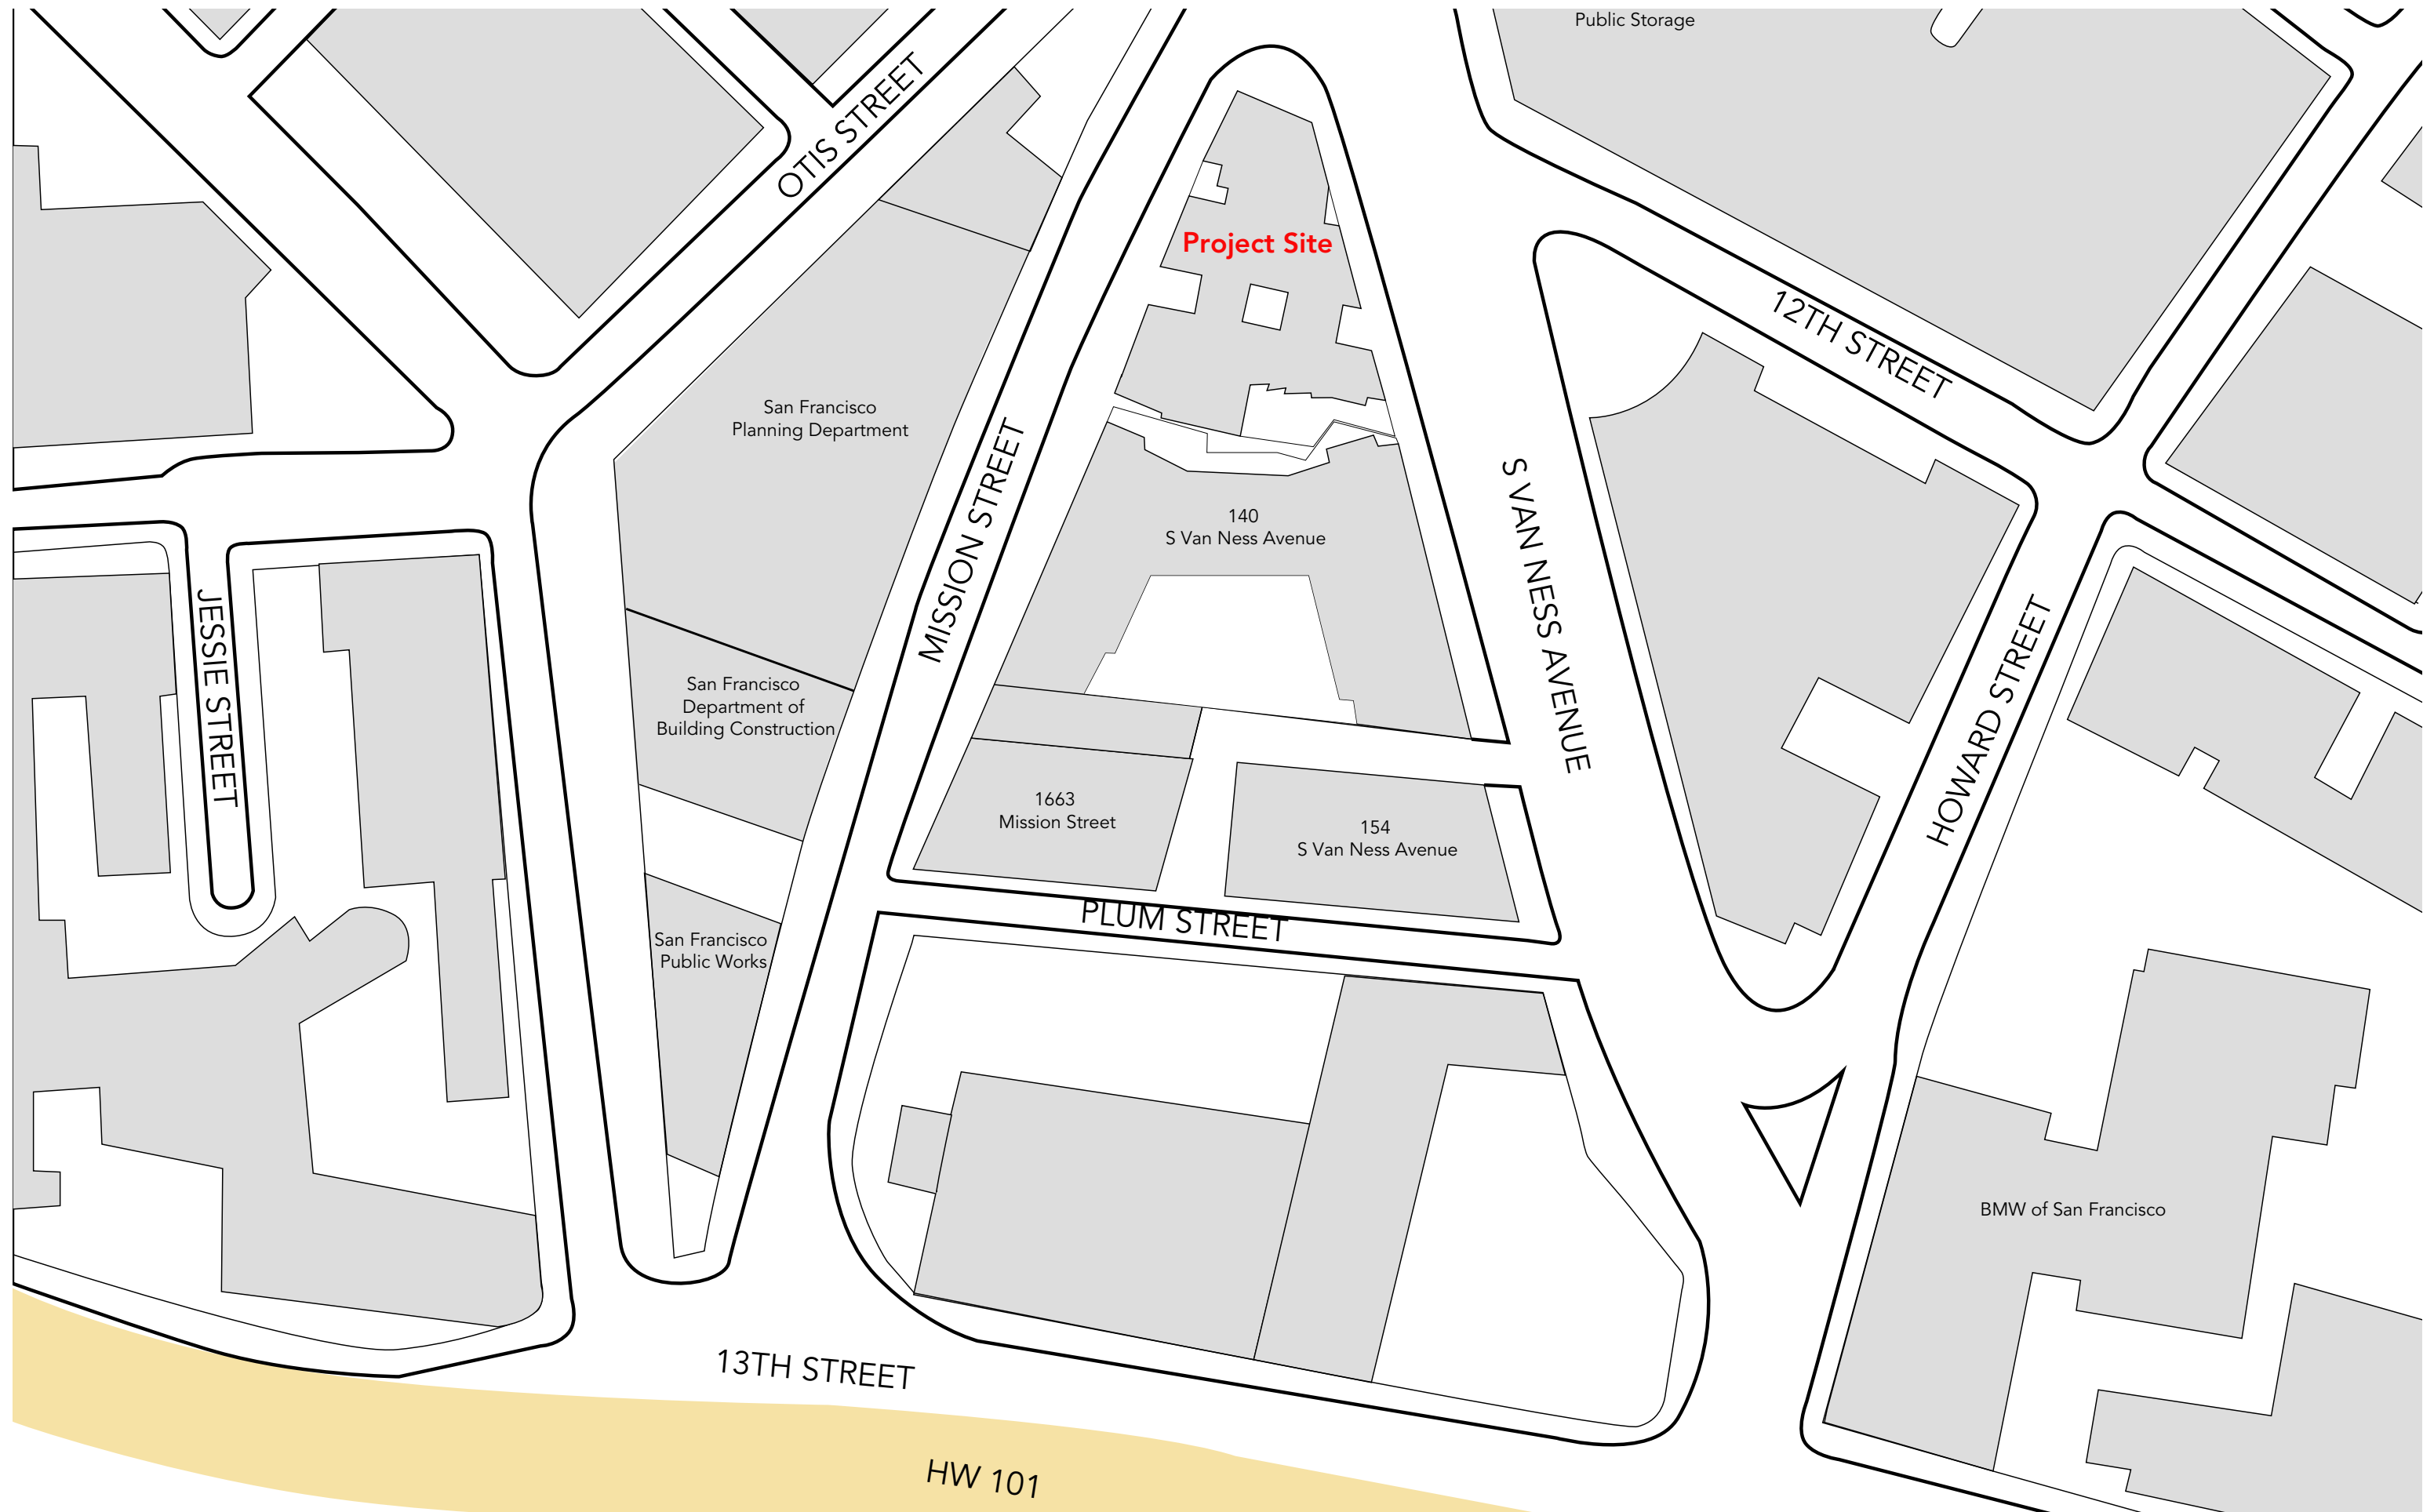 Public Storage
OTIS STREET
Project Site
12TH STREET
San Francisco
Planning Department
MISSION STREET
140
S Van Ness Avenue
S VAN NESS AVENUE
JESSIE STREET
HOWARD STREET
San Francisco
Department of
Building Construction
1663
Mission Street
154
S Van Ness Avenue
PLUM STREET
San Francisco
Public Works
BMW of San Francisco
13TH STREET
HW 101